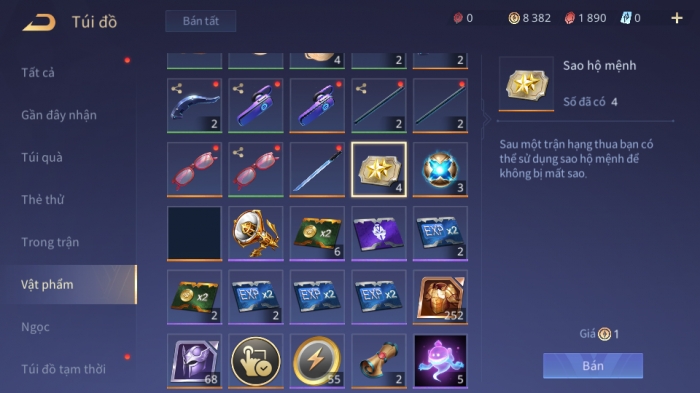 Túi đồ
Bán tất
0
8 382
1 890
0
+
Tất cả
Gần đây nhận
Túi quà
Thẻ thử
Trong trận
Vật phẩm
Ngọc
Túi đồ tạm thời
4 2 2
2 2 2 2 2
2 2 2 4 3
x2 6 EXP x2 2
x2 2 EXP x2 2 EXP x2 EXP x2 252
68 55 2 5
Sao hộ mệnh
Số đã có 4
Sau một trận hạng thua bạn có
thể sử dụng sao hộ mệnh để
không bị mất sao.
Giá 1
Bán